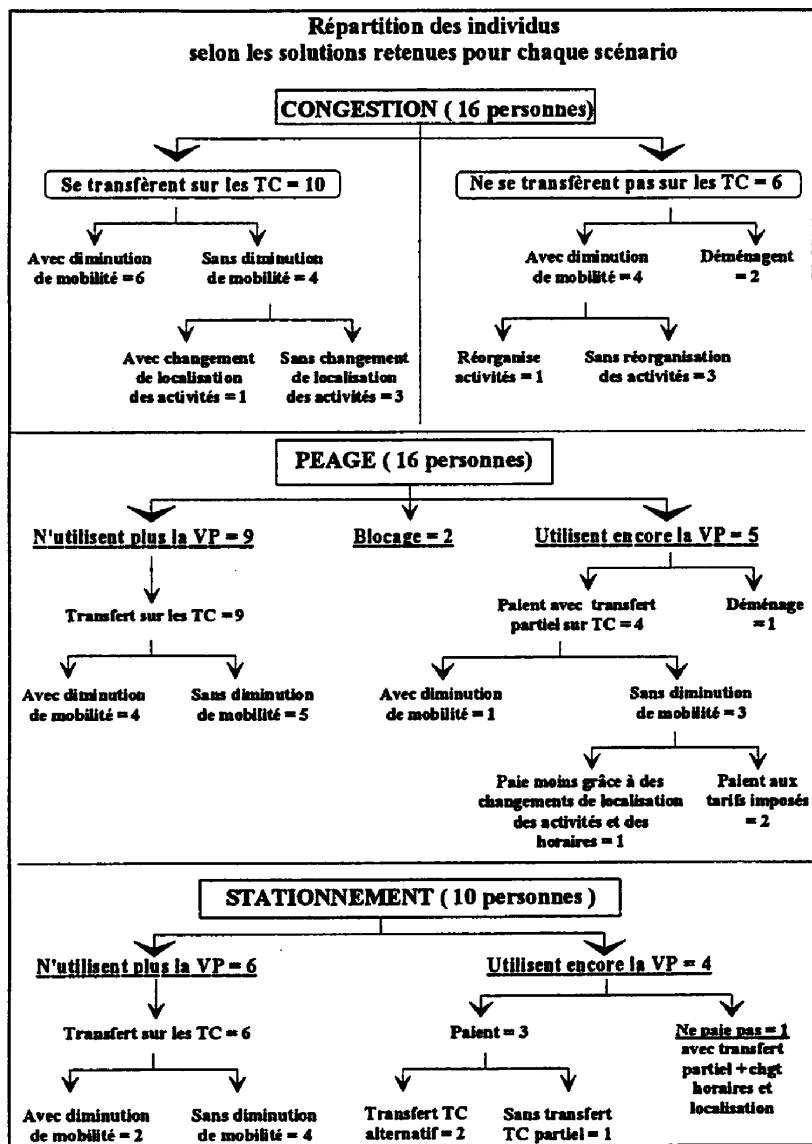 Répartition des individus
selon les solutions retenues pour chaque scénario
CONGESTION ( 16 personnes)
Se transfèrent sur les TC = 10
Ne se transfèrent pas sur les TC = 6
Avec diminution
de mobilité = 6
Sans diminution
de mobilité = 4
Avec diminution
de mobilité = 4
Déménagent
= 2
Avec changement
de localisation
des activités = 1
Sans changement
de localisation
des activités = 3
Réorganise
activités = 1
Sans réorganisation
des activités = 3
PEAGE ( 16 personnes)
N'utilisent plus la VP = 9
Blocage = 2
Utilisent encore la VP = 5
Transfert sur les TC = 9
Paient avec transfert
partiel sur TC = 4
Déménage
= 1
Avec diminution
de mobilité = 4
Sans diminution
de mobilité = 5
Avec diminution
de mobilité = 1
Sans diminution
de mobilité = 3
Paie moins grâce à des
changements de localisation
des activités et des
horaires = 1
Paient aux
tarifs imposés
= 2
STATIONNEMENT ( 10 personnes )
N'utilisent plus la VP = 6
Utilisent encore la VP = 4
Transfert sur les TC = 6
Paient = 3
Ne paie pas = 1
avec transfert
partiel + chgt
horaires et
localisation
Avec diminution
de mobilité = 2
Sans diminution
de mobilité = 4
Transfert TC
alternatif = 2
Sans transfert
TC partiel = 1